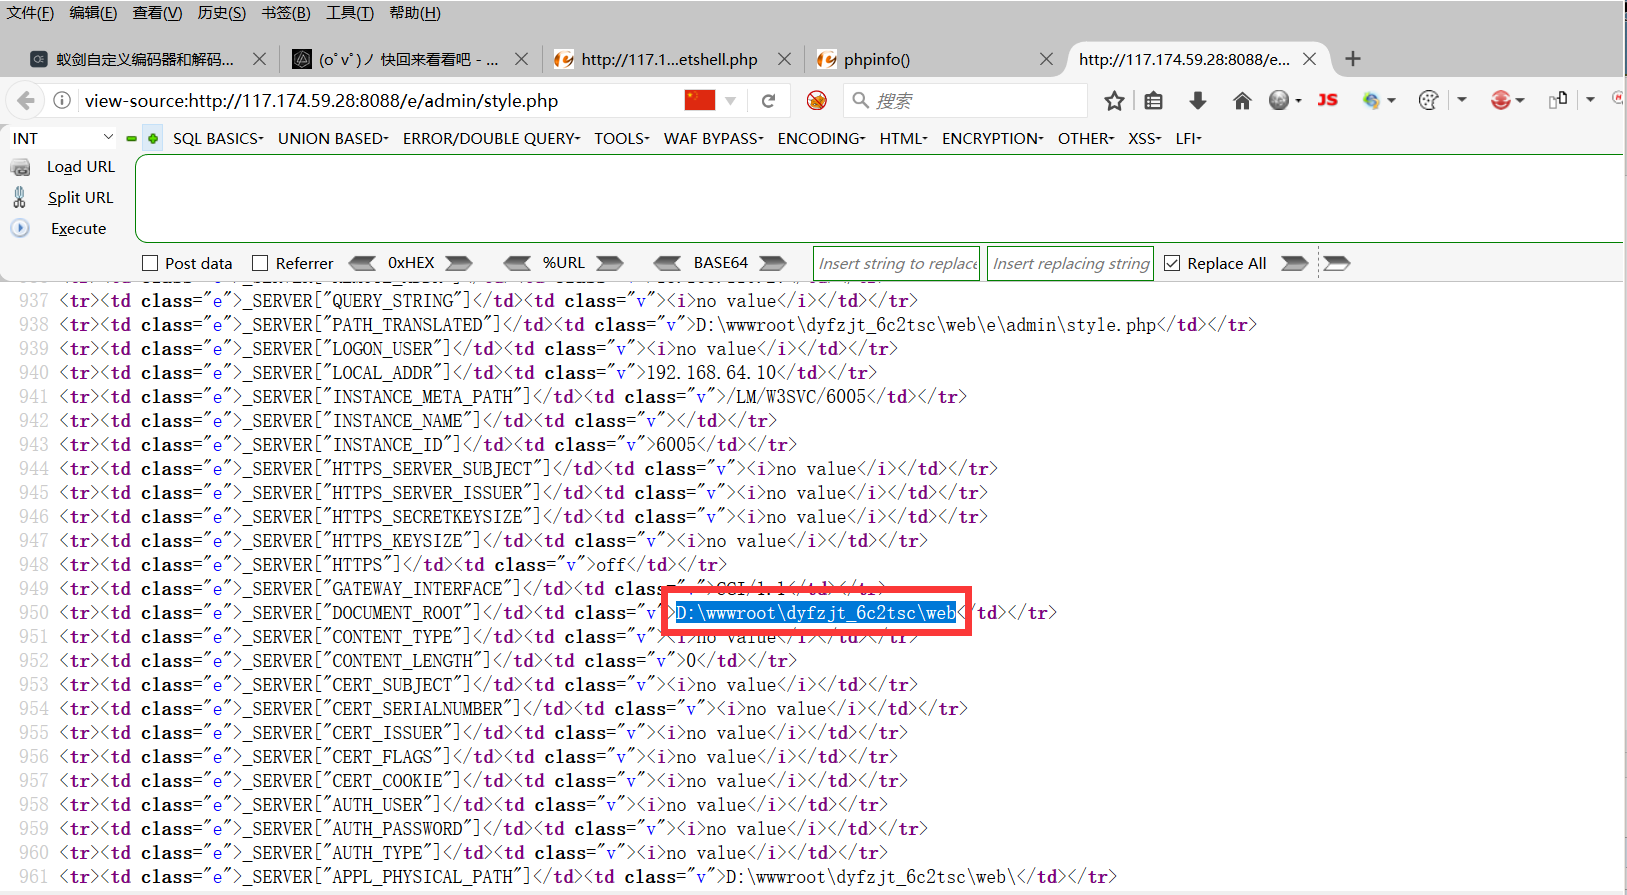 文件(F) 编辑(E) 查看(V) 历史(S) 书签(B) 工具(T) 帮助(H)
蚁剑自定义编码器和解码... (oﾟvﾟ)ノ 快回来看看吧 - ... http://117.1...etshell.php phpinfo() http://117.174.59.28:8088/e...
view-source:http://117.174.59.28:8088/e/admin/style.php 搜索 JS
INT SQL BASICS UNION BASED ERROR/DOUBLE QUERY TOOLS WAF BYPASS ENCODING HTML ENCRYPTION OTHER XSS LFI
Load URL
Split URL
Execute
Post data Referrer 0xHEX %URL BASE64 Insert string to replace Insert replacing string Replace All
937 <tr><td class="e">_SERVER["QUERY_STRING"]</td><td class="v"><i>no value</i></td></tr>
938 <tr><td class="e">_SERVER["PATH_TRANSLATED"]</td><td class="v">D:\wwwroot\dyfzjt_6c2tsc\web\e\admin\style.php</td></tr>
939 <tr><td class="e">_SERVER["LOGON_USER"]</td><td class="v"><i>no value</i></td></tr>
940 <tr><td class="e">_SERVER["LOCAL_ADDR"]</td><td class="v">192.168.64.10</td></tr>
941 <tr><td class="e">_SERVER["INSTANCE_META_PATH"]</td><td class="v">/LM/W3SVC/6005</td></tr>
942 <tr><td class="e">_SERVER["INSTANCE_NAME"]</td><td class="v"></td></tr>
943 <tr><td class="e">_SERVER["INSTANCE_ID"]</td><td class="v">6005</td></tr>
944 <tr><td class="e">_SERVER["HTTPS_SERVER_SUBJECT"]</td><td class="v"><i>no value</i></td></tr>
945 <tr><td class="e">_SERVER["HTTPS_SERVER_ISSUER"]</td><td class="v"><i>no value</i></td></tr>
946 <tr><td class="e">_SERVER["HTTPS_SECRETKEYSIZE"]</td><td class="v"><i>no value</i></td></tr>
947 <tr><td class="e">_SERVER["HTTPS_KEYSIZE"]</td><td class="v"><i>no value</i></td></tr>
948 <tr><td class="e">_SERVER["HTTPS"]</td><td class="v">off</td></tr>
949 <tr><td class="e">_SERVER["GATEWAY_INTERFACE"]</td><td class="v">CGI/1.1</td></tr>
950 <tr><td class="e">_SERVER["DOCUMENT_ROOT"]</td><td class="v">D:\wwwroot\dyfzjt_6c2tsc\web</td></tr>
951 <tr><td class="e">_SERVER["CONTENT_TYPE"]</td><td class="v"><i>no value</i></td></tr>
952 <tr><td class="e">_SERVER["CONTENT_LENGTH"]</td><td class="v">0</td></tr>
953 <tr><td class="e">_SERVER["CERT_SUBJECT"]</td><td class="v"><i>no value</i></td></tr>
954 <tr><td class="e">_SERVER["CERT_SERIALNUMBER"]</td><td class="v"><i>no value</i></td></tr>
955 <tr><td class="e">_SERVER["CERT_ISSUER"]</td><td class="v"><i>no value</i></td></tr>
956 <tr><td class="e">_SERVER["CERT_FLAGS"]</td><td class="v"><i>no value</i></td></tr>
957 <tr><td class="e">_SERVER["CERT_COOKIE"]</td><td class="v"><i>no value</i></td></tr>
958 <tr><td class="e">_SERVER["AUTH_USER"]</td><td class="v"><i>no value</i></td></tr>
959 <tr><td class="e">_SERVER["AUTH_PASSWORD"]</td><td class="v"><i>no value</i></td></tr>
960 <tr><td class="e">_SERVER["AUTH_TYPE"]</td><td class="v"><i>no value</i></td></tr>
961 <tr><td class="e">_SERVER["APPL_PHYSICAL_PATH"]</td><td class="v">D:\wwwroot\dyfzjt_6c2tsc\web\</td></tr>